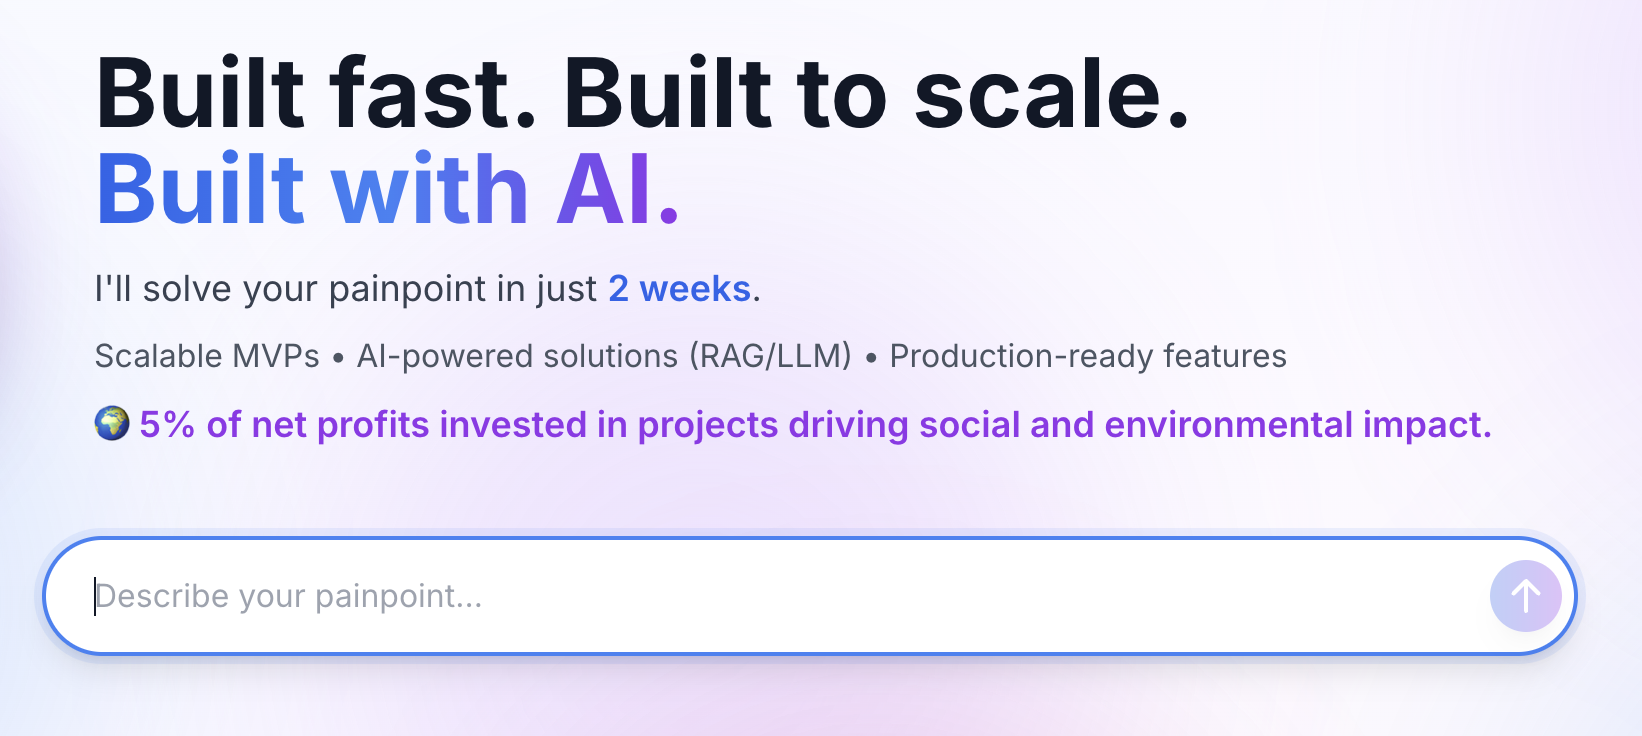 Built fast. Built to scale.
Built with AI.
I'll solve your painpoint in just 2 weeks.
Scalable MVPs • AI-powered solutions (RAG/LLM) • Production-ready features
🌍 5% of net profits invested in projects driving social and environmental impact.
Describe your painpoint...